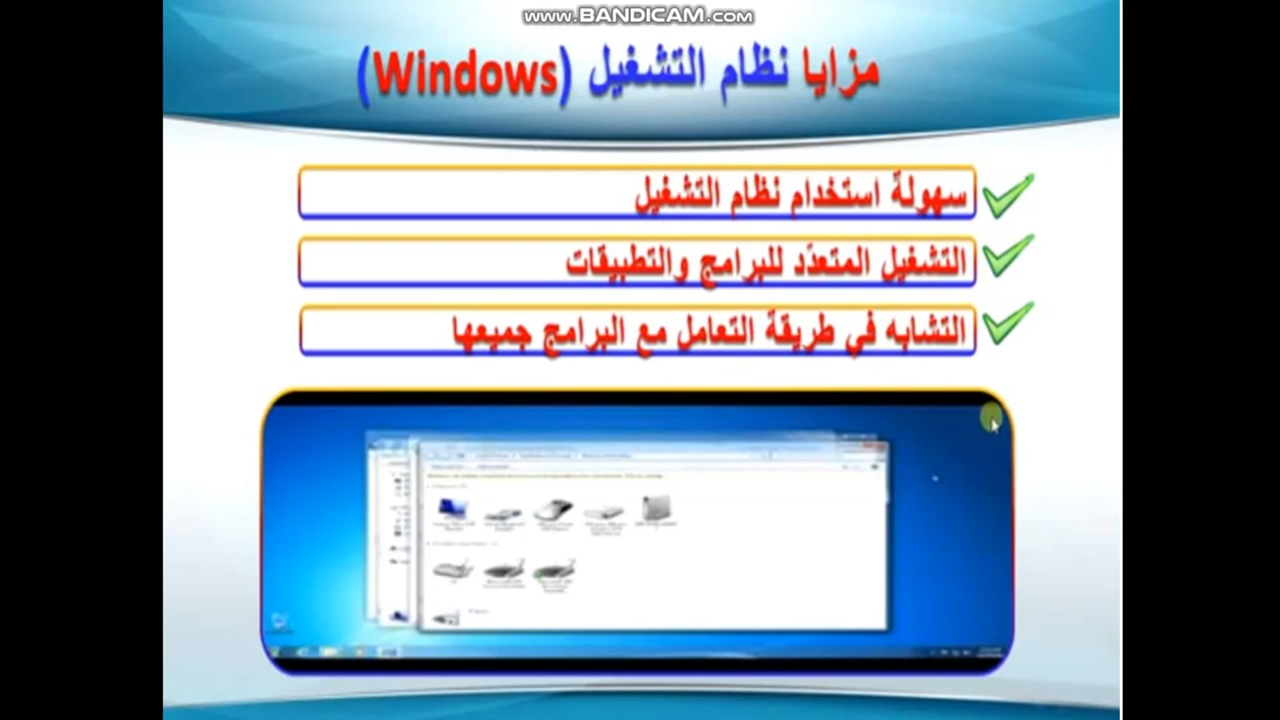 www.BANDICAM.com
مزايا نظام التشغيل (Windows)
سهولة استخدام نظام التشغيل
التشغيل المتعدّد للبرامج والتطبيقات
التشابه في طريقة التعامل مع البرامج جميعها